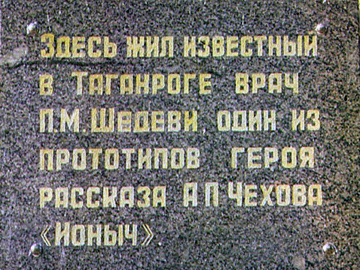 Здесь жил известный
в Таганроге врач
П.М. Шедеви, один из
прототипов героя
рассказа А.П.Чехова
«Ионыч».